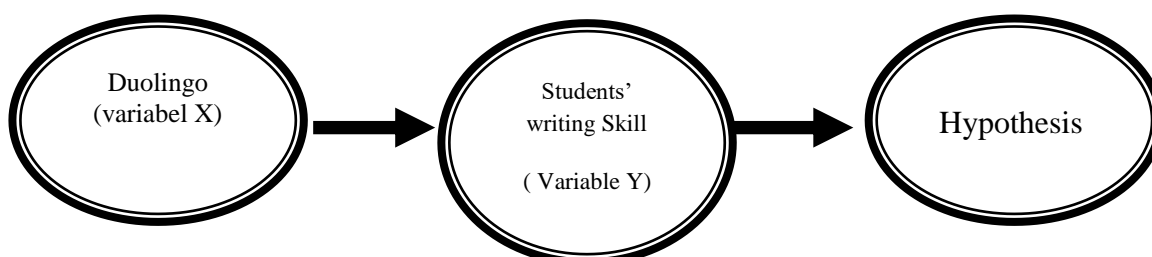 Duolingo
(variabel X)
Students’
writing Skill
( Variable Y)
Hypothesis